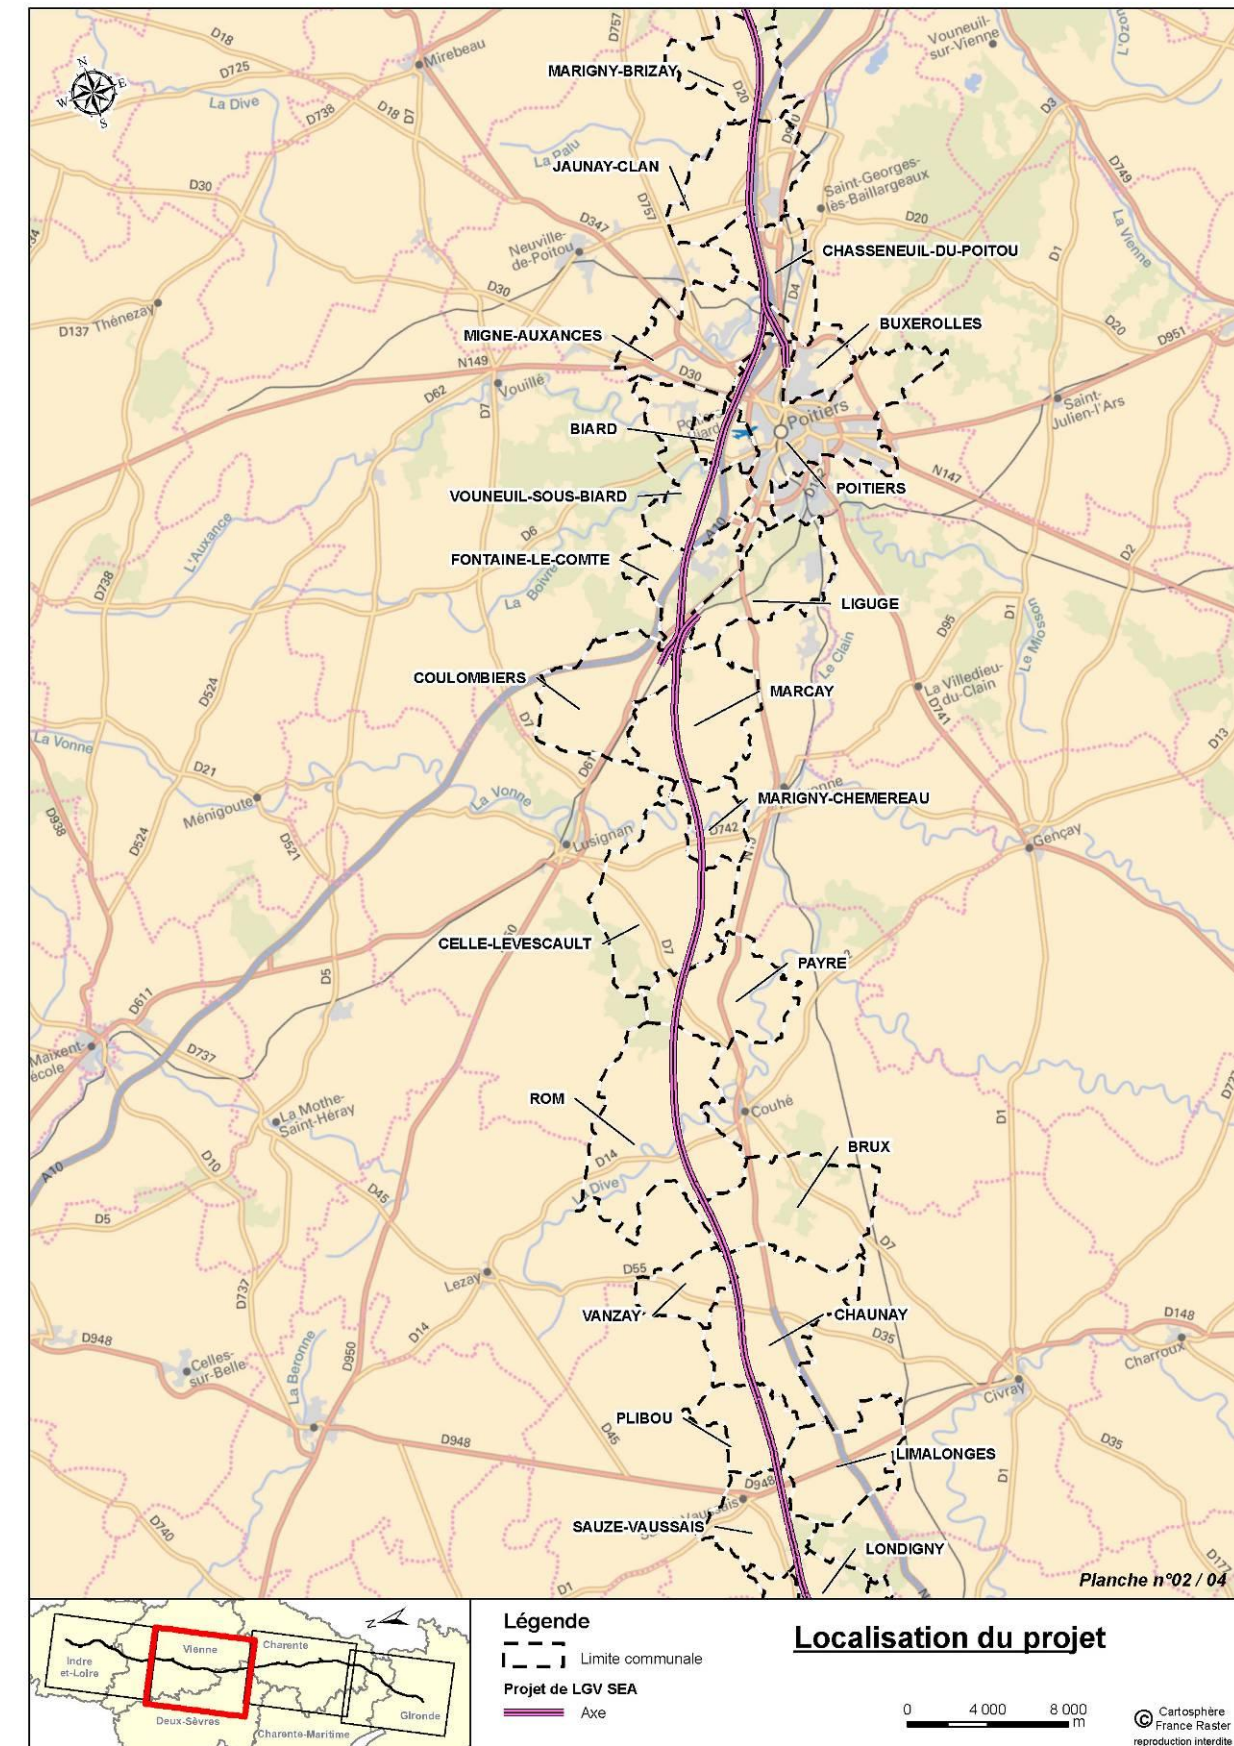 D18
D757
Vouneuil-
sur-Vienne
L'Ozon
Mirebeau
D725
MARIGNY-BRIZAY
D20
N
E
W
S
La Dive
D738
D18
D7
D3
La Palu
JAUNAY-CLAN
D749
D30
D757
Saint-Georges-
lès-Baillargeaux
D347
D20
La Vienne
Neuville-
de-Poitou
CHASSENEUIL-DU-POITOU
D1
D30
D4
D137
Thénezay
BUXEROLLES
D20
D951
MIGNE-AUXANCES
N149
D30
Vouillé
D62
D7
Saint-
Julien-l'Ars
Poitiers
BIARD
N147
POITIERS
VOUNEUIL-SOUS-BIARD
L'Auxance
D6
A10
D2
FONTAINE-LE-COMTE
D738
La Boivre
LIGUGE
D1
D95
Le Miosson
Le Clain
COULOMBIERS
MARCAY
La Villedieu-
du-Clain
D524
D7
D741
D13
La Vonne
D21
D61
La Vonne
MARIGNY-CHEMEREAU
Ménigoute
D938
D524
D521
D742
Lusignan
Gençay
CELLE-LEVESCAULT
D7
PAYRE
D5
D611
Maixent-
école
D737
ROM
Couhé
La Mothe-
Saint-Héray
D1
BRUX
D14
D10
A10
La Dive
D45
D5
D7
D55
Lezay
D737
VANZAY
CHAUNAY
D148
D35
D948
D14
D950
Charroux
Celles-
sur-Belle
La Beronne
Civray
PLIBOU
D45
D948
D35
LIMALONGES
D948
D1
SAUZE-VAUSSAIS
D740
LONDIGNY
D177
D1
Planche n°02 / 04
Légende
Limite communale
Projet de LGV SEA
Axe
Localisation du projet
0 4 000 8 000
m
© Cartosphère
France Raster
reproduction interdite
N
Vienne
Charente
Indre
et-Loire
Deux-Sèvres
Charente-Maritime
Gironde